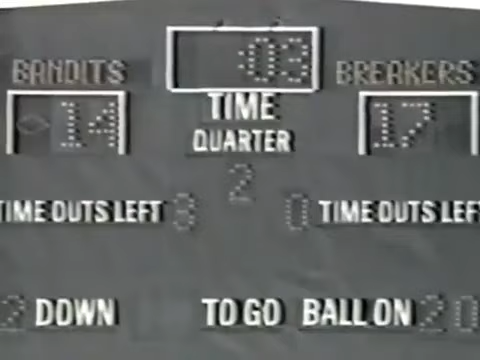 :03
BANDITS BREAKERS
14 TIME 17
QUARTER
2
TIME OUTS LEFT 3 0 TIME OUTS LEF
2 DOWN TO GO BALL ON 20